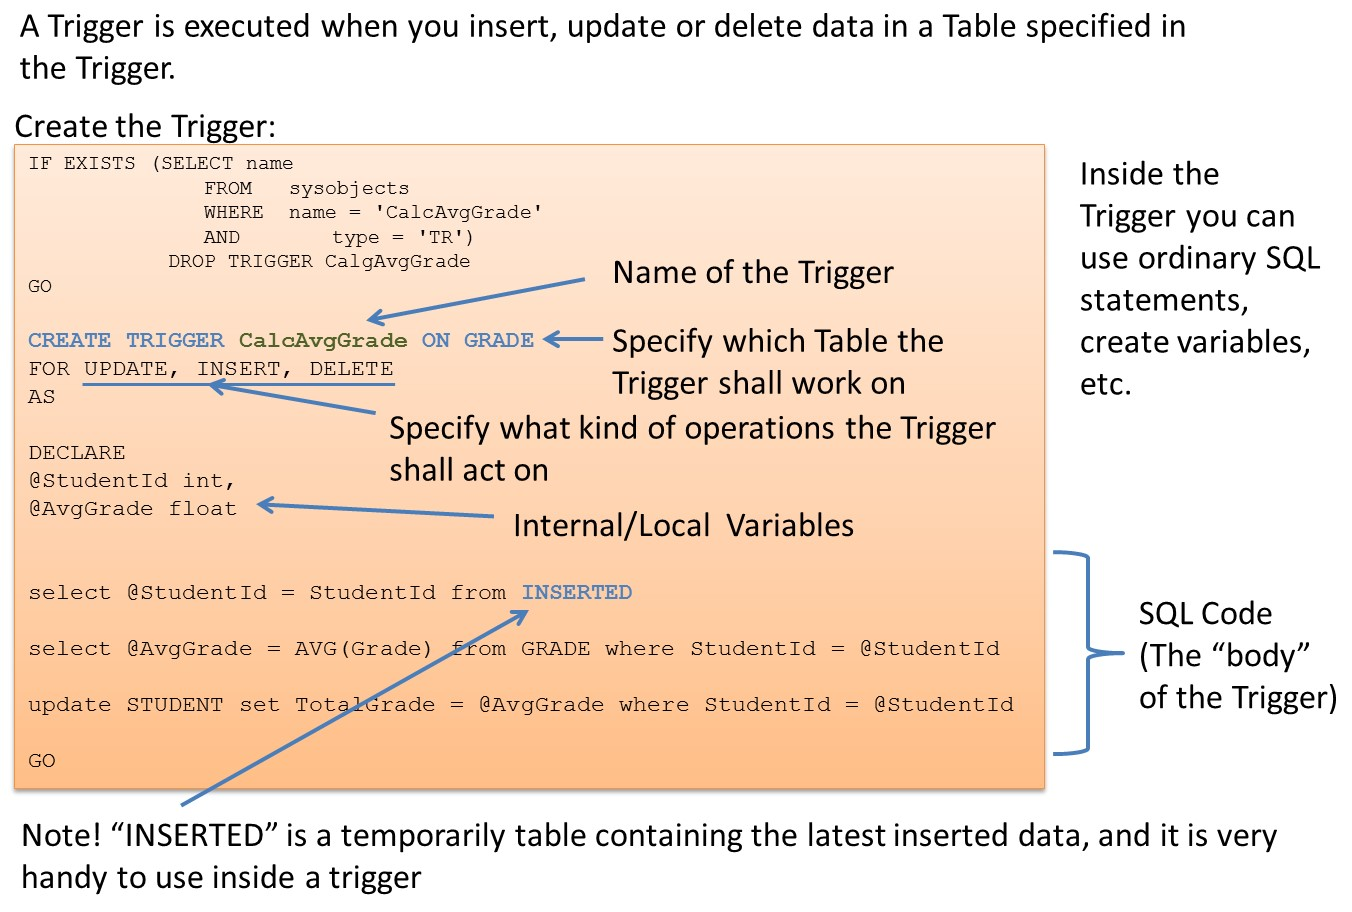 A Trigger is executed when you insert, update or delete data in a Table specified in
the Trigger.
Create the Trigger:
IF EXISTS (SELECT name
FROM sysobjects
WHERE name = 'CalcAvgGrade'
AND type = 'TR')
DROP TRIGGER CalgAvgGrade
GO
Name of the Trigger
CREATE TRIGGER CalcAvgGrade ON GRADE
Specify which Table the
Trigger shall work on
FOR UPDATE, INSERT, DELETE
AS
Specify what kind of operations the Trigger
shall act on
DECLARE
@StudentId int,
@AvgGrade float
Internal/Local Variables
select @StudentId = StudentId from INSERTED
select @AvgGrade = AVG(Grade) from GRADE where StudentId = @StudentId
update STUDENT set TotalGrade = @AvgGrade where StudentId = @StudentId
GO
Inside the
Trigger you can
use ordinary SQL
statements,
create variables,
etc.
SQL Code
(The “body”
of the Trigger)
Note! “INSERTED” is a temporarily table containing the latest inserted data, and it is very
handy to use inside a trigger